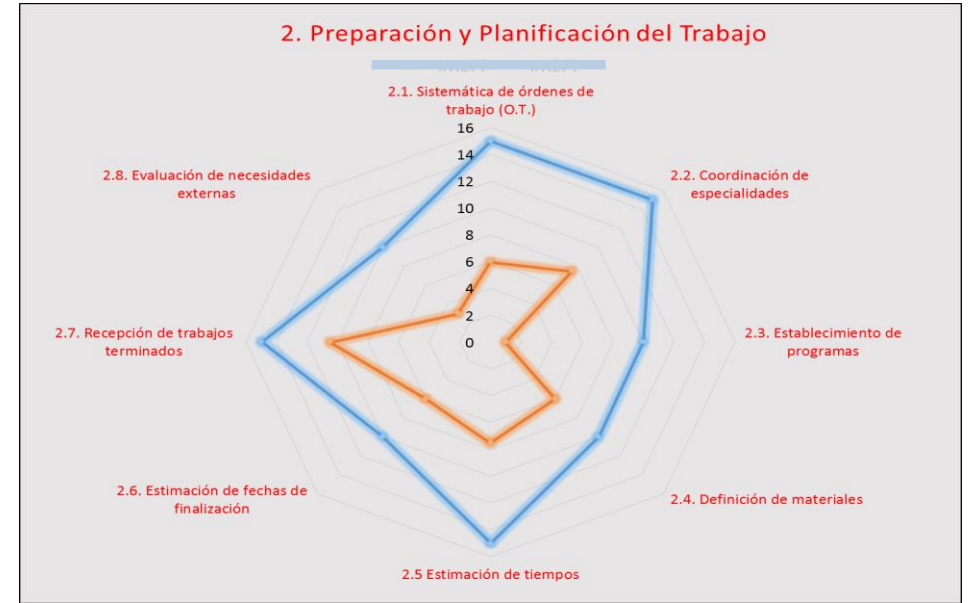 2. Preparación y Planificación del Trabajo
2.1. Sistemática de órdenes de
trabajo (O.T.)
16
14
12
10
8
6
4
2
0
2.2. Coordinación de
especialidades
2.3. Establecimiento de
programas
2.4. Definición de materiales
2.5 Estimación de tiempos
2.6. Estimación de fechas de
finalización
2.7. Recepción de trabajos
terminados
2.8. Evaluación de necesidades
externas